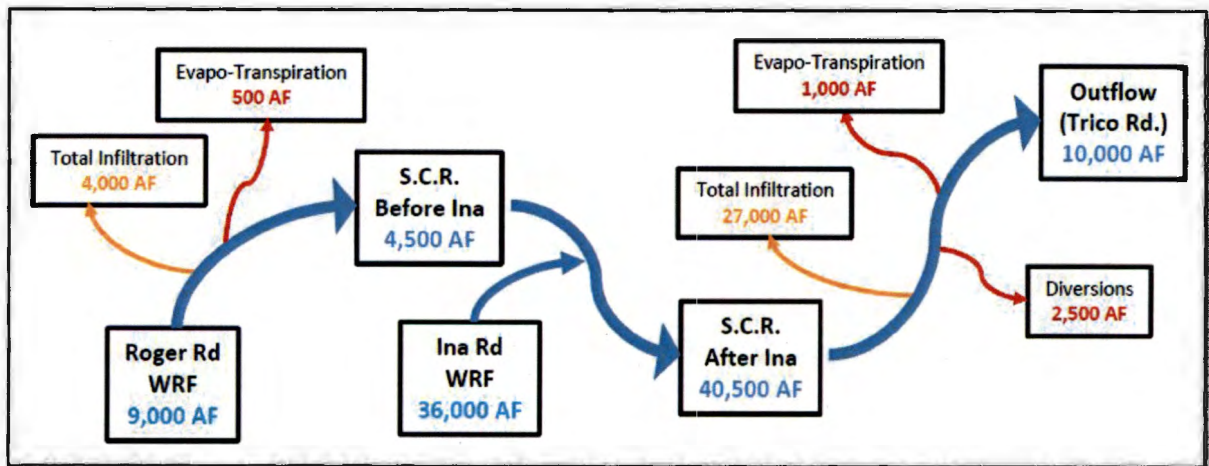 Evapo-Transpiration
500 AF
Total Infiltration
4,000 AF
S.C.R.
Before Ina
4,500 AF
Roger Rd
WRF
9,000 AF
Ina Rd
WRF
36,000 AF
S.C.R.
After Ina
40,500 AF
Total Infiltration
27,000 AF
Evapo-Transpiration
1,000 AF
Diversions
2,500 AF
Outflow
(Trico Rd.)
10,000 AF